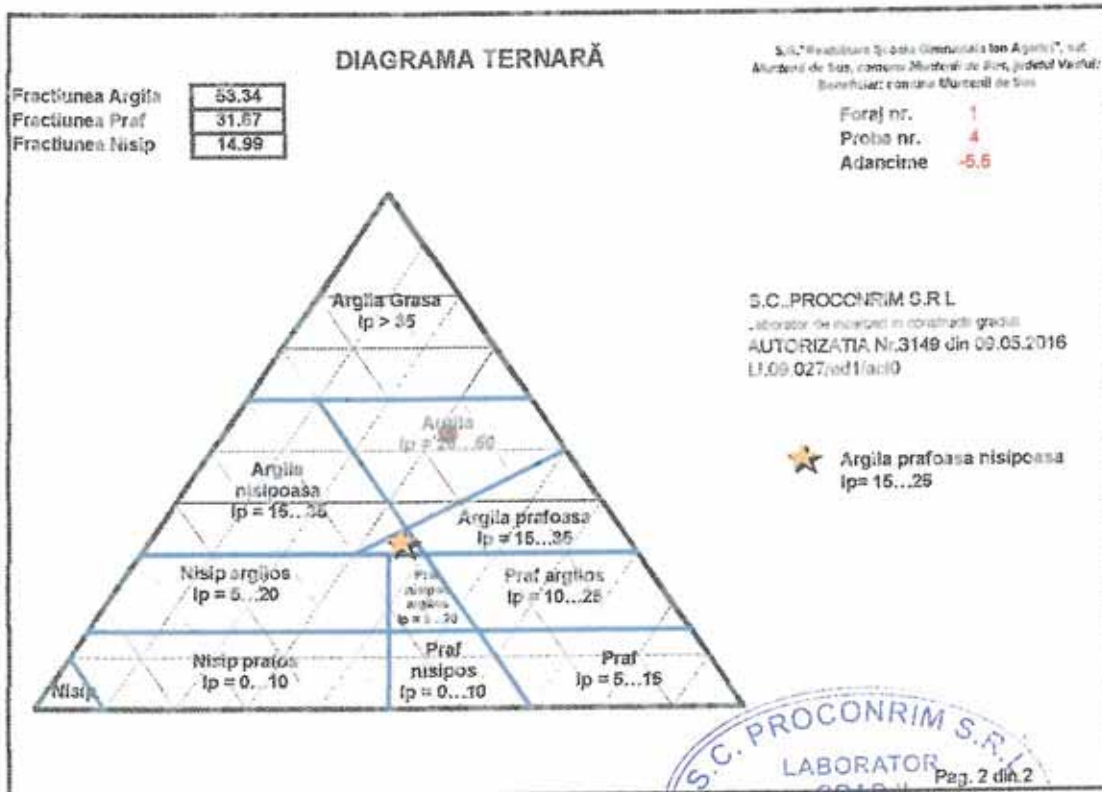 DIAGRAMA TERNARĂ
Fractiunea Argila 53.34
Fractiunea Praf 31.67
Fractiunea Nisip 14.99
Foraj nr. 1
Proba nr. 4
Adancime -5.5
Argila Grasa
Ip > 35
Argila
Argila
nisipoasa
Ip = 15...35
Argila prafoasa
Ip = 15...35
Nisip argilos
Ip = 5...20
Praf argilos
Ip = 10...25
Nisip prafos
Ip = 0...10
Praf
nisipos
Ip = 0...10
Praf
Ip = 5...15
Nisip
S.C. PROCONRIM S.R.L
AUTORIZATIA Nr.3149 din 09.05.2016
Argila prafoasa nisipoasa
Ip= 15...25
S.C. PROCONRIM S.R.L
LABORATOR
Pag. 2 din 2